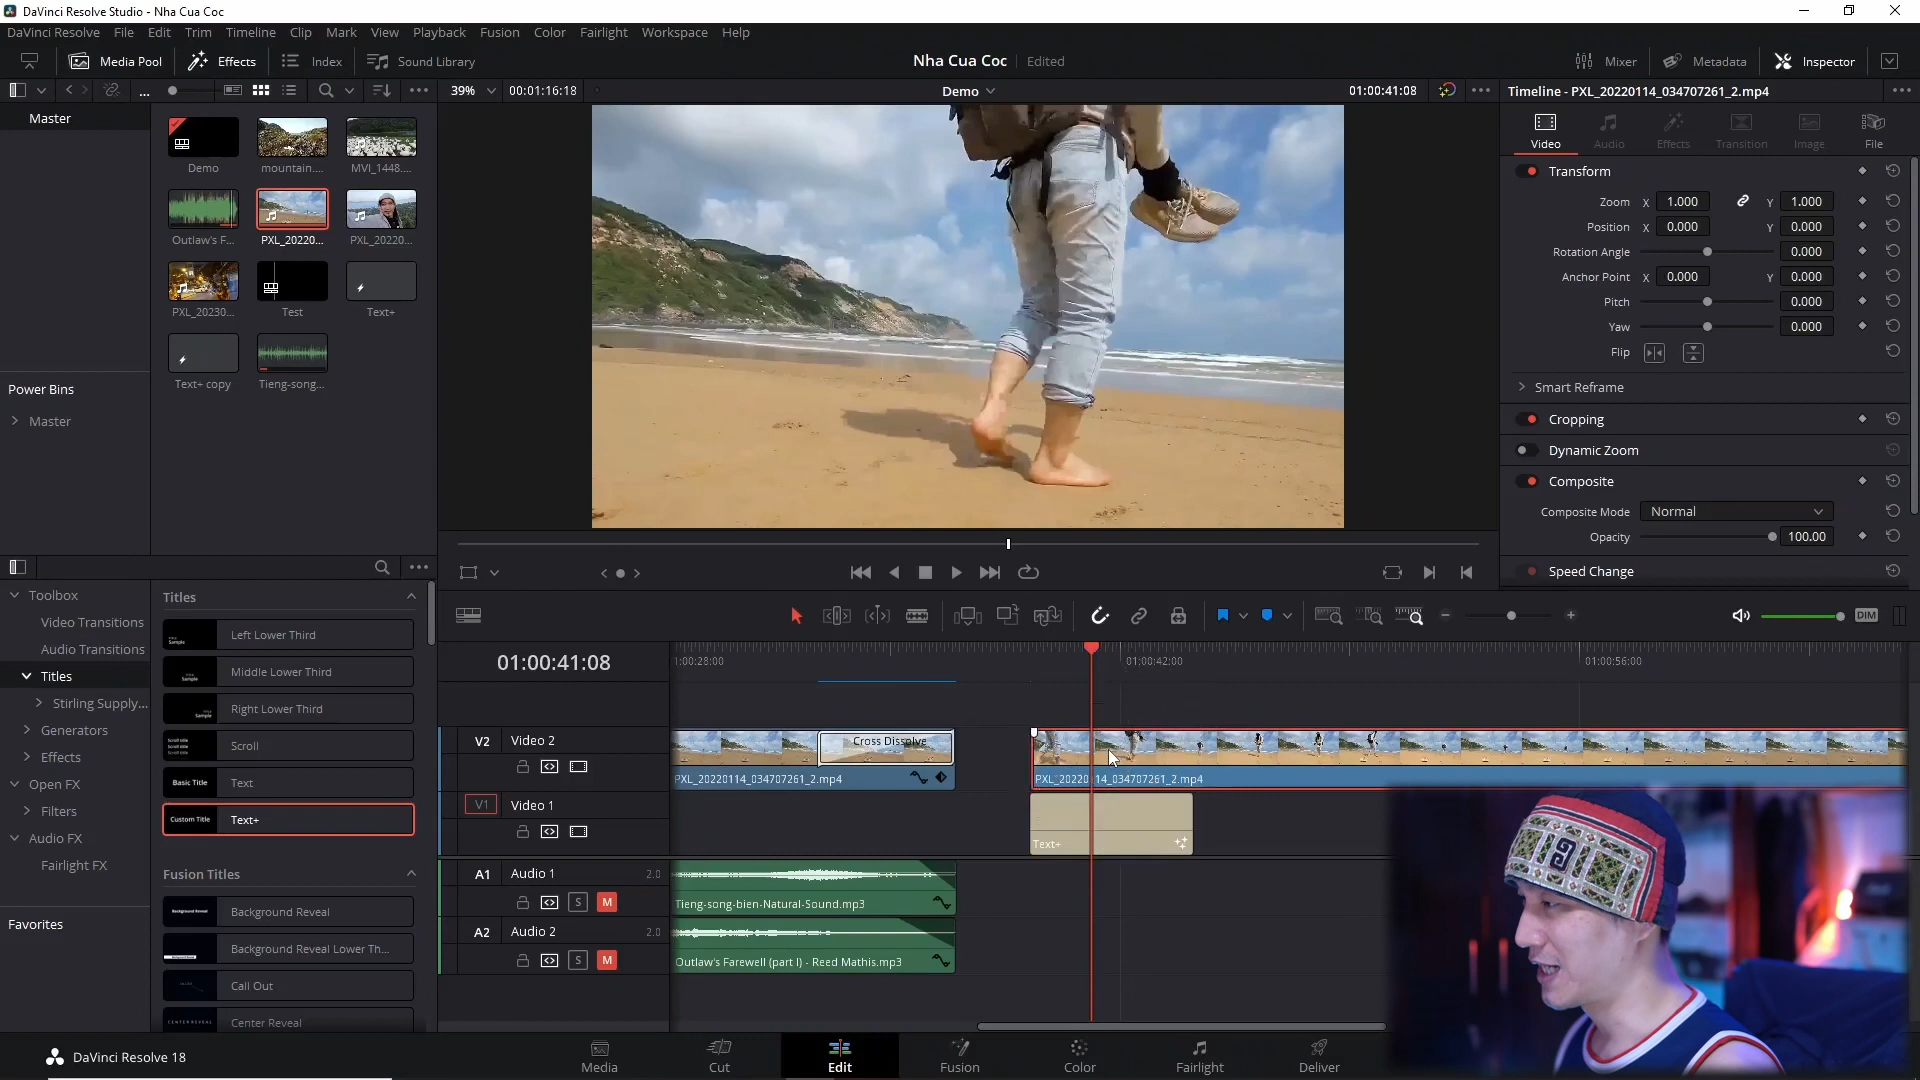 DaVinci Resolve Studio - Nha Cua Coc
DaVinci Resolve File Edit Trim Timeline Clip Mark View Playback Fusion Color Fairlight Workspace Help
Media Pool Effects Index Sound Library Nha Cua Coc Edited Mixer Metadata Inspector
39% 00:01:16:18 Demo 01:00:41:08 Timeline - PXL_20220114_034707261_2.mp4
Master
Demo mountain.... MVI_1448....
Outlaw's F... PXL_20220... PXL_20220...
PXL_20230... Test Text+
Text+ copy Tieng-song...
Power Bins
Master
Video Audio Effects Transition Image File
Transform
Zoom X 1.000 Y 1.000
Position X 0.000 Y 0.000
Rotation Angle 0.000
Anchor Point X 0.000 Y 0.000
Pitch 0.000
Yaw 0.000
Flip
Smart Reframe
Cropping
Dynamic Zoom
Composite
Composite Mode Normal
Opacity 100.00
Speed Change
Toolbox
Video Transitions
Audio Transitions
Titles
Stirling Supply...
Generators
Effects
Open FX
Filters
Audio FX
Fairlight FX
Favorites
Titles
Left Lower Third
Middle Lower Third
Right Lower Third
Scroll
Basic Title Text
Custom Title Text+
Fusion Titles
Background Reveal Background Reveal
Background Reveal Lower Th...
Call Out
CENTER REVEAL Center Reveal
DIM
01:00:41:08 1:00:28:00 01:00:42:00 01:00:56:00
V2 Video 2 Cross Dissolve
PXL_20220114_034707261_2.mp4 PXL_20220114_034707261_2.mp4
V1 Video 1
Text+
A1 Audio 1 2.0
S M Tieng-song-bien-Natural-Sound.mp3
A2 Audio 2 2.0
S M Outlaw's Farewell (part I) - Reed Mathis.mp3
DaVinci Resolve 18
Media Cut Edit Fusion Color Fairlight Deliver